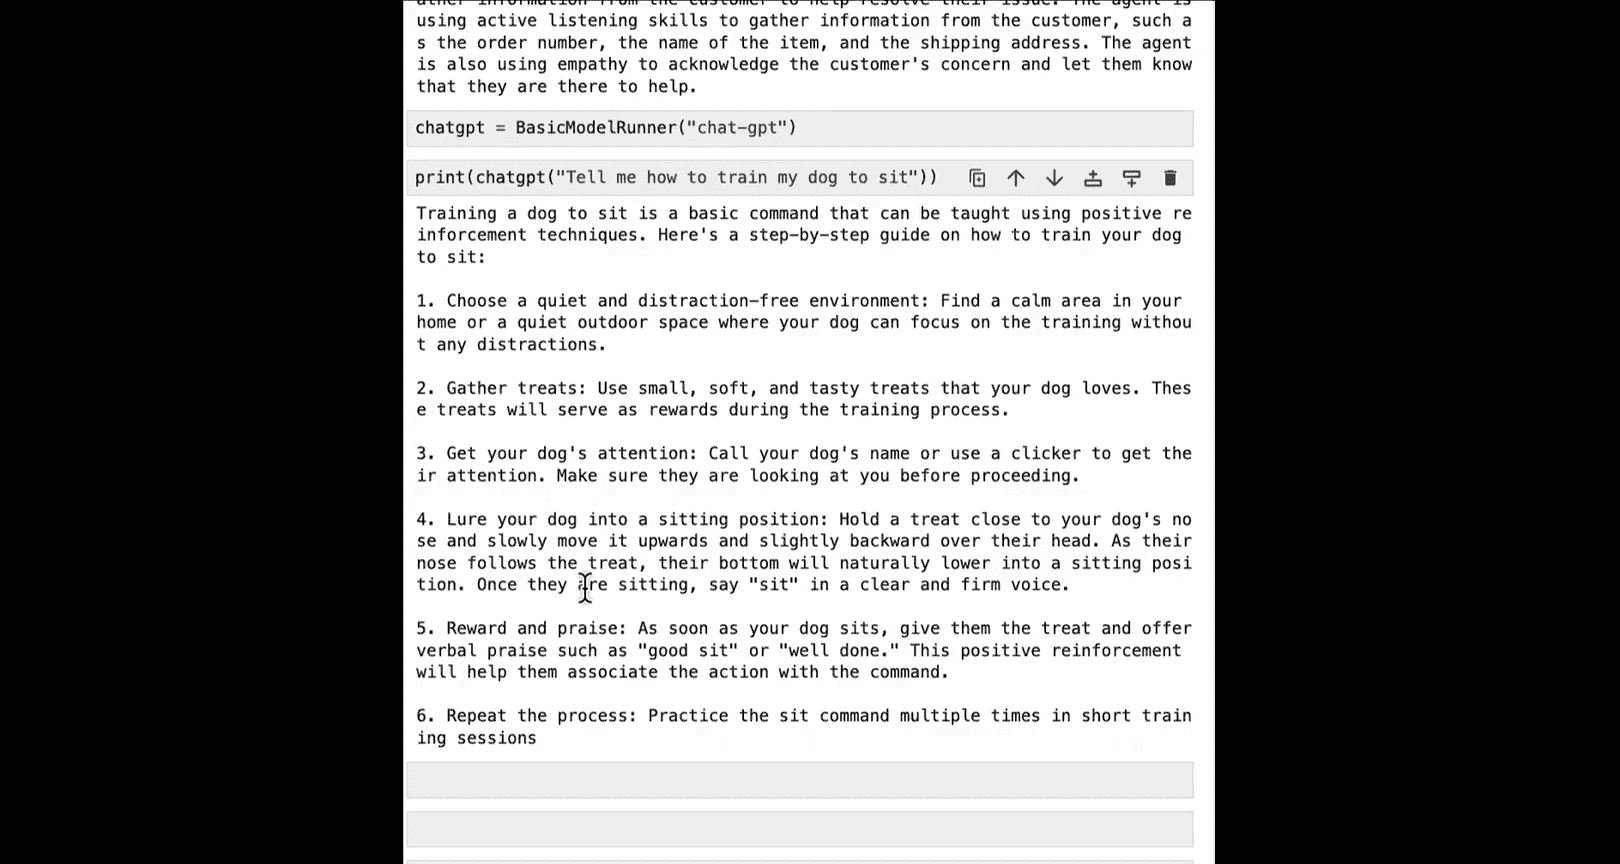 ather information from the customer to help resolve their issue. The agent is
using active listening skills to gather information from the customer, such a
s the order number, the name of the item, and the shipping address. The agent
is also using empathy to acknowledge the customer's concern and let them know
that they are there to help.
chatgpt = BasicModelRunner("chat-gpt")
print(chatgpt("Tell me how to train my dog to sit"))
Training a dog to sit is a basic command that can be taught using positive re
inforcement techniques. Here's a step-by-step guide on how to train your dog
to sit:
1. Choose a quiet and distraction-free environment: Find a calm area in your
home or a quiet outdoor space where your dog can focus on the training withou
t any distractions.
2. Gather treats: Use small, soft, and tasty treats that your dog loves. Thes
e treats will serve as rewards during the training process.
3. Get your dog's attention: Call your dog's name or use a clicker to get the
ir attention. Make sure they are looking at you before proceeding.
4. Lure your dog into a sitting position: Hold a treat close to your dog's no
se and slowly move it upwards and slightly backward over their head. As their
nose follows the treat, their bottom will naturally lower into a sitting posi
tion. Once they are sitting, say "sit" in a clear and firm voice.
5. Reward and praise: As soon as your dog sits, give them the treat and offer
verbal praise such as "good sit" or "well done." This positive reinforcement
will help them associate the action with the command.
6. Repeat the process: Practice the sit command multiple times in short train
ing sessions